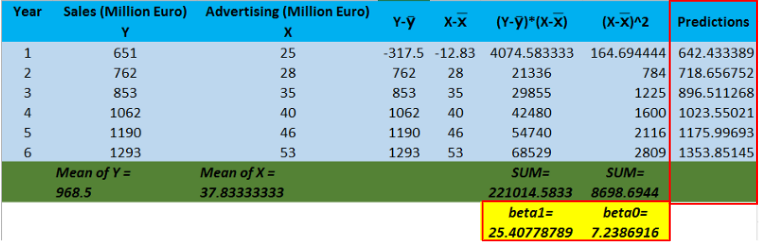 Year Sales (Million Euro) Advertising (Million Euro) Y-ȳ X-x̄ (Y-ȳ)*(X-x̄) (X-x̄)^2 Predictions
Y X
1 651 25 -317.5 -12.83 4074.583333 164.694444 642.433389
2 762 28 762 28 21336 784 718.656752
3 853 35 853 35 29855 1225 896.511268
4 1062 40 1062 40 42480 1600 1023.55021
5 1190 46 1190 46 54740 2116 1175.99693
6 1293 53 1293 53 68529 2809 1353.85145
Mean of Y = Mean of X = SUM= SUM=
968.5 37.83333333 221014.5833 8698.6944
beta1= beta0=
25.40778789 7.2386916